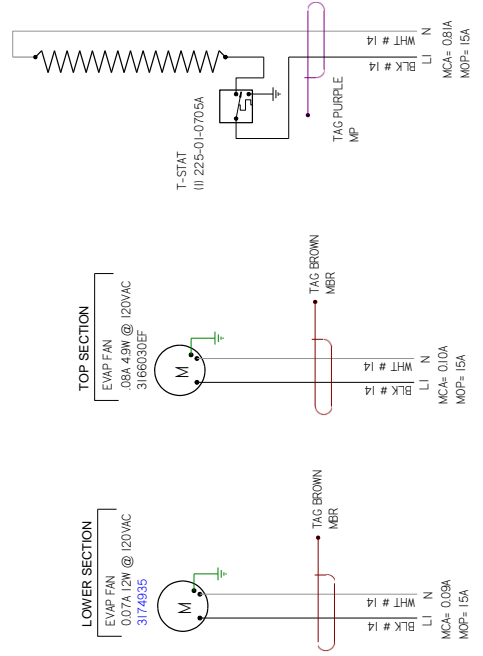 T-STAT
(1) 225-01-0705A
TAG PURPLE
MP
BLK # 14
WHT # 14
L1
N
MCA= 0.81A
MOP= 15A
TOP SECTION
EVAP FAN
.08A 4.9W @ 120VAC
3166030EF
M
TAG BROWN
MBR
BLK # 14
WHT # 14
L1
N
MCA= 0.10A
MOP= 15A
LOWER SECTION
EVAP FAN
0.07A 12W @ 120VAC
3174935
M
TAG BROWN
MBR
BLK # 14
WHT # 14
L1
N
MCA= 0.09A
MOP= 15A